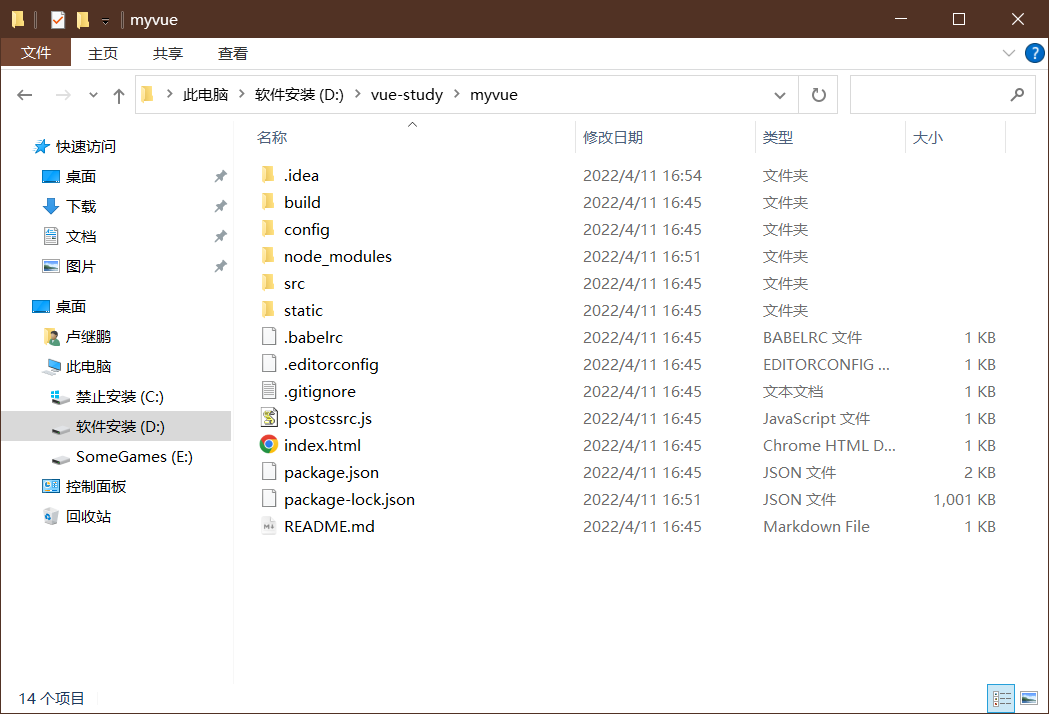 myvue
文件 主页 共享 查看
此电脑 软件安装 (D:) vue-study myvue
名称 修改日期 类型 大小
快速访问
桌面
下载
文档
图片
桌面
卢继鹏
此电脑
禁止安装 (C:)
软件安装 (D:)
SomeGames (E:)
控制面板
回收站
.idea 2022/4/11 16:54 文件夹
build 2022/4/11 16:45 文件夹
config 2022/4/11 16:45 文件夹
node_modules 2022/4/11 16:51 文件夹
src 2022/4/11 16:45 文件夹
static 2022/4/11 16:45 文件夹
.babelrc 2022/4/11 16:45 BABELRC 文件 1 KB
.editorconfig 2022/4/11 16:45 EDITORCONFIG ... 1 KB
.gitignore 2022/4/11 16:45 文本文档 1 KB
.postcssrc.js 2022/4/11 16:45 JavaScript 文件 1 KB
index.html 2022/4/11 16:45 Chrome HTML D... 1 KB
package.json 2022/4/11 16:45 JSON 文件 2 KB
package-lock.json 2022/4/11 16:51 JSON 文件 1,001 KB
README.md 2022/4/11 16:45 Markdown File 1 KB
14 个项目